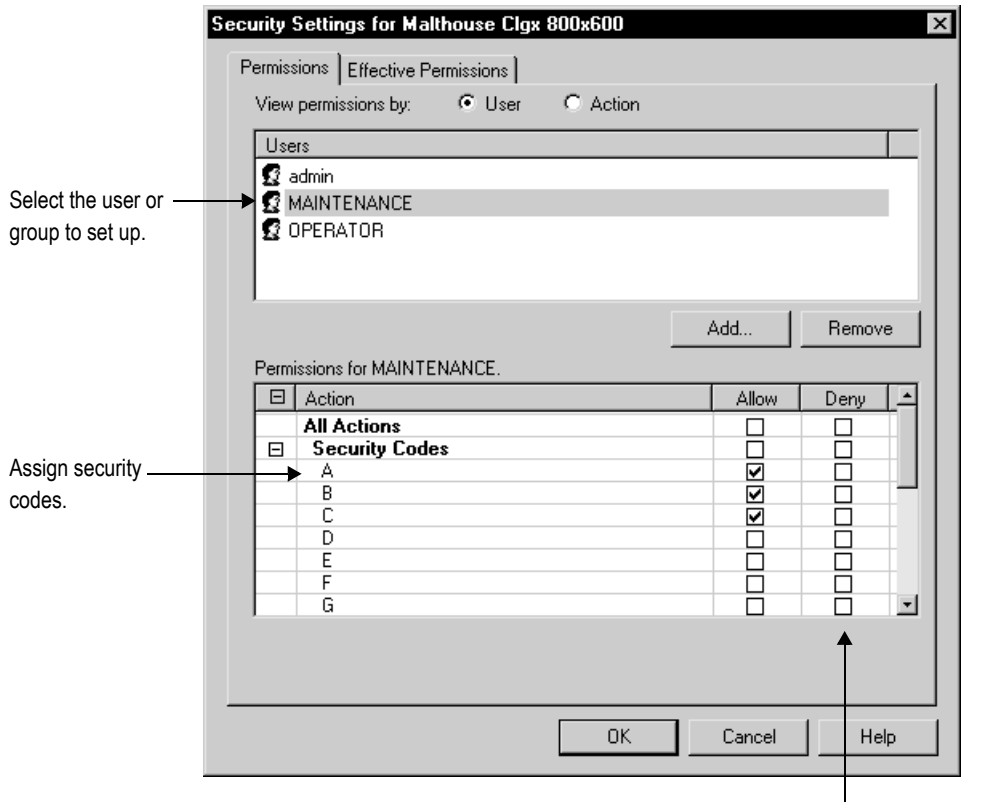 Security Settings for Malthouse Clgx 800x600
Permissions Effective Permissions
View permissions by: User Action
Users
admin
MAINTENANCE
OPERATOR
Select the user or
group to set up.
Add... Remove
Permissions for MAINTENANCE.
Action Allow Deny
All Actions
Security Codes
A
B
C
D
E
F
G
Assign security
codes.
OK Cancel Help